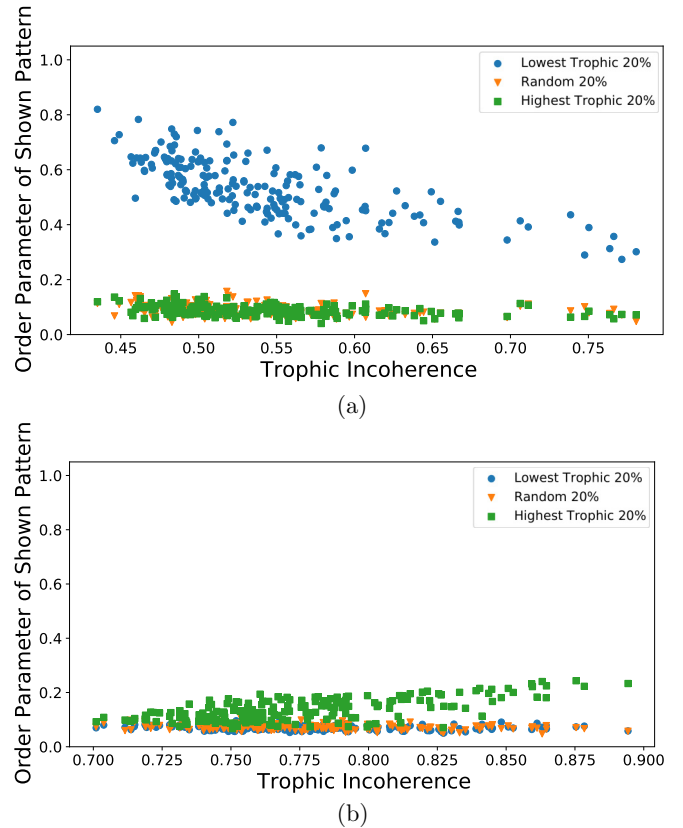 Order Parameter of Shown Pattern
1.0
0.8
0.6
0.4
0.2
0.0
Lowest Trophic 20%
Random 20%
Highest Trophic 20%
0.45 0.50 0.55 0.60 0.65 0.70 0.75
Trophic Incoherence
(a)
Order Parameter of Shown Pattern
1.0
0.8
0.6
0.4
0.2
0.0
Lowest Trophic 20%
Random 20%
Highest Trophic 20%
0.700 0.725 0.750 0.775 0.800 0.825 0.850 0.875 0.900
Trophic Incoherence
(b)